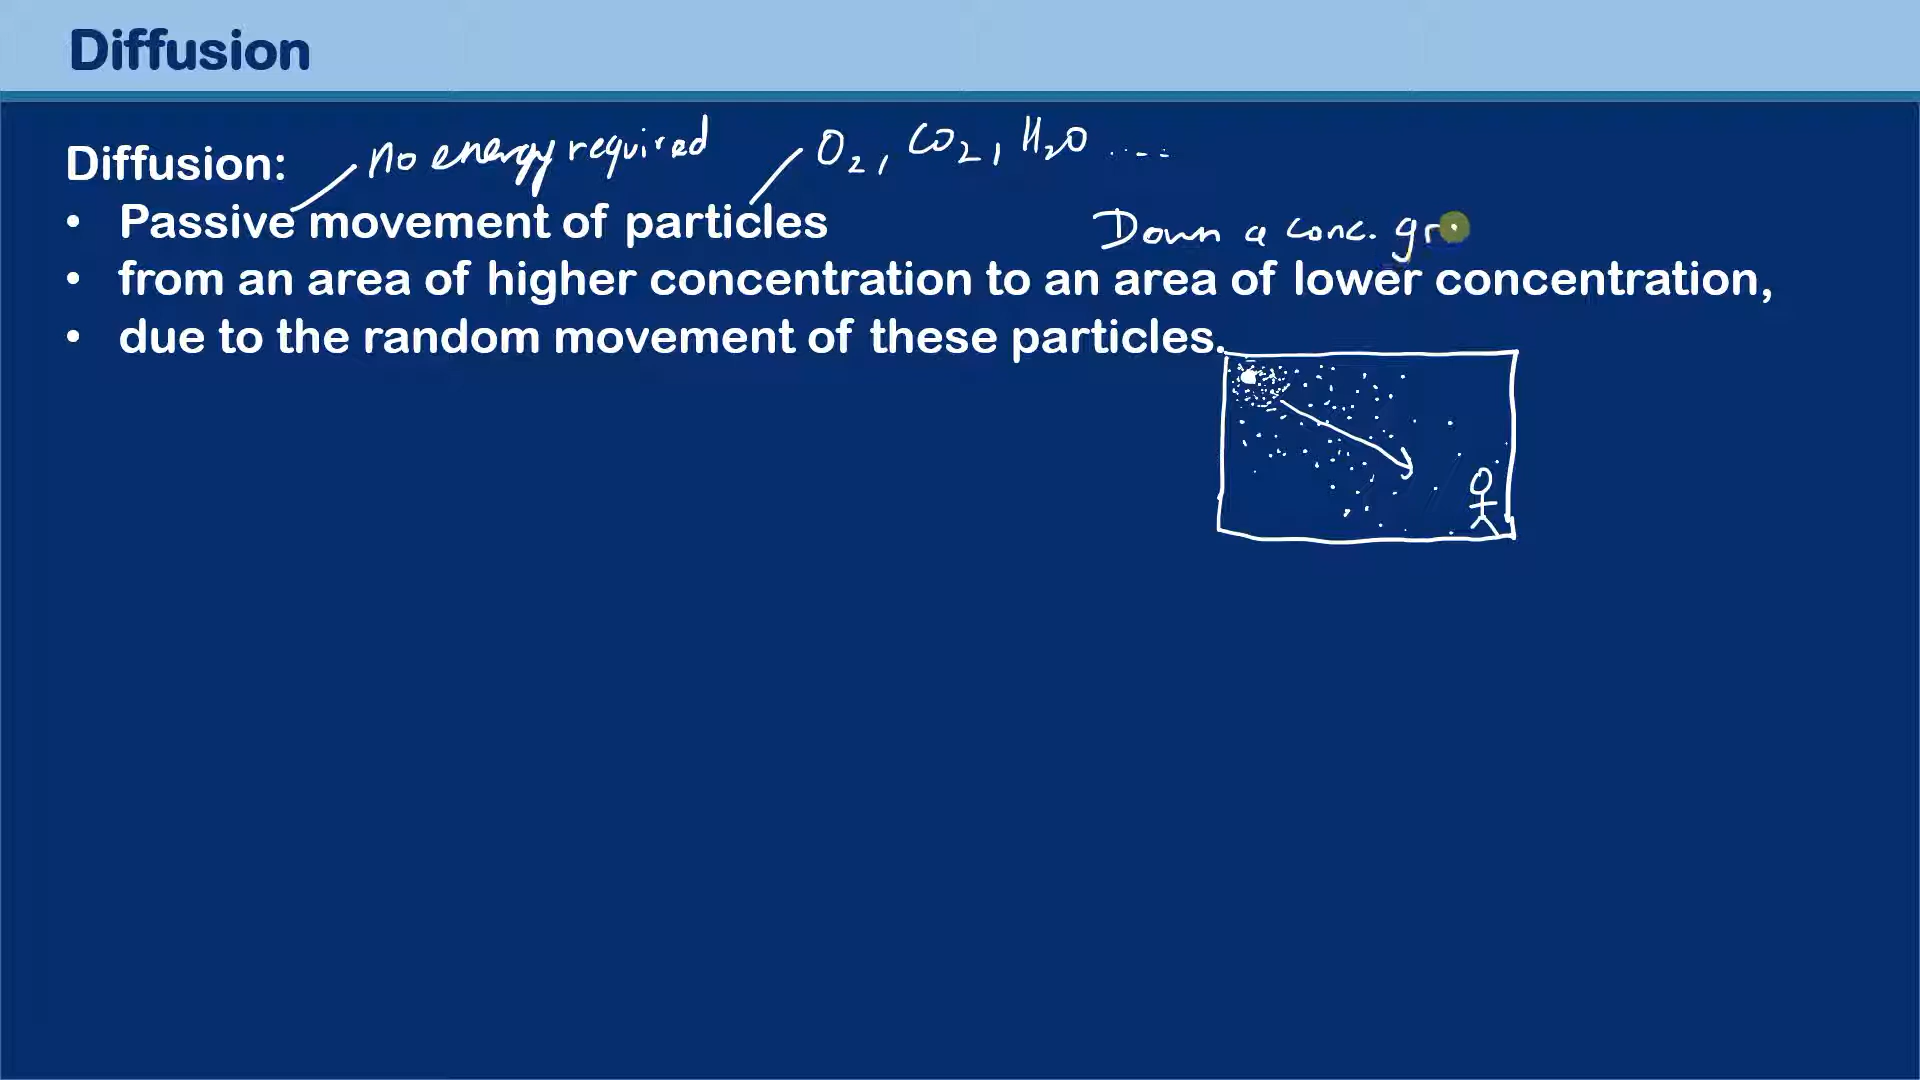 Diffusion
no energy required O₂, CO₂, H₂O ....
Diffusion:
• Passive movement of particles
Down a conc. gr
• from an area of higher concentration to an area of lower concentration,
• due to the random movement of these particles.